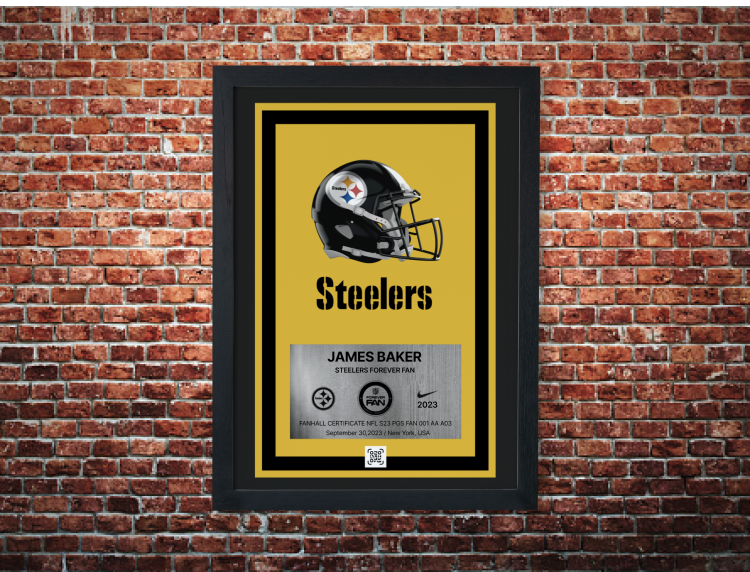 Steelers
Steelers
JAMES BAKER
STEELERS FOREVER FAN
FOREVER
FAN
2023
FANHALL CERTIFICATE NFL S23 PGS FAN 001 AA A03
September 30,2023 / New York, USA